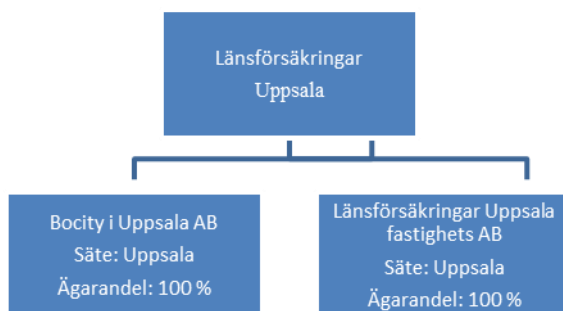 Länsförsäkringar
Uppsala
Bocity i Uppsala AB
Säte: Uppsala
Ägarandel: 100 %
Länsförsäkringar Uppsala
fastighets AB
Säte: Uppsala
Ägarandel: 100 %